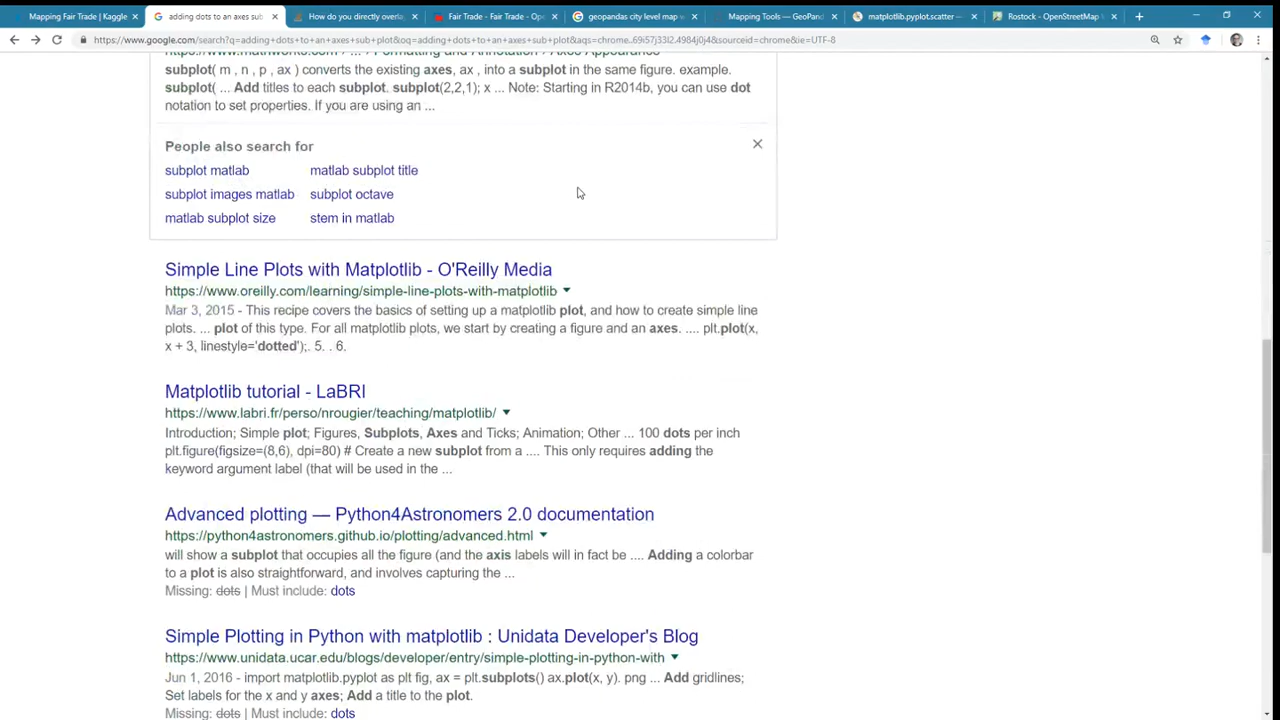 Mapping Fair Trade | Kaggle
adding dots to an axes sub
How do you directly overlay
Fair Trade - Fair Trade - Op
geopandas city level map
Mapping Tools — GeoPand
matplotlib.pyplot.scatter —
Rostock - OpenStreetMap
https://www.google.com/search?q=adding+dots+to+an+axes+sub+plot&oq=adding+dots+to+an+axes+sub+plot&aqs=chrome..69i57j33l2.4984j0j4&sourceid=chrome&ie=UTF-8
https://www.mathworks.com › ... › Formatting and Annotation › Axes Appearance
subplot( m , n , p , ax ) converts the existing axes, ax , into a subplot in the same figure. example.
subplot( ... Add titles to each subplot. subplot(2,2,1); x ... Note: Starting in R2014b, you can use dot
notation to set properties. If you are using an ...
People also search for
subplot matlab matlab subplot title
subplot images matlab subplot octave
matlab subplot size stem in matlab
Simple Line Plots with Matplotlib - O'Reilly Media
https://www.oreilly.com/learning/simple-line-plots-with-matplotlib
Mar 3, 2015 - This recipe covers the basics of setting up a matplotlib plot, and how to create simple line
plots. ... plot of this type. For all matplotlib plots, we start by creating a figure and an axes. .... plt.plot(x,
x + 3, linestyle='dotted');. 5. . 6.
Matplotlib tutorial - LaBRI
https://www.labri.fr/perso/nrougier/teaching/matplotlib/
Introduction; Simple plot; Figures, Subplots, Axes and Ticks; Animation; Other ... 100 dots per inch
plt.figure(figsize=(8,6), dpi=80) # Create a new subplot from a .... This only requires adding the
keyword argument label (that will be used in the ...
Advanced plotting — Python4Astronomers 2.0 documentation
https://python4astronomers.github.io/plotting/advanced.html
will show a subplot that occupies all the figure (and the axis labels will in fact be .... Adding a colorbar
to a plot is also straightforward, and involves capturing the ...
Missing: dots | Must include: dots
Simple Plotting in Python with matplotlib : Unidata Developer's Blog
https://www.unidata.ucar.edu/blogs/developer/entry/simple-plotting-in-python-with
Jun 1, 2016 - import matplotlib.pyplot as plt fig, ax = plt.subplots() ax.plot(x, y). png ... Add gridlines;
Set labels for the x and y axes; Add a title to the plot.
Missing: dots | Must include: dots